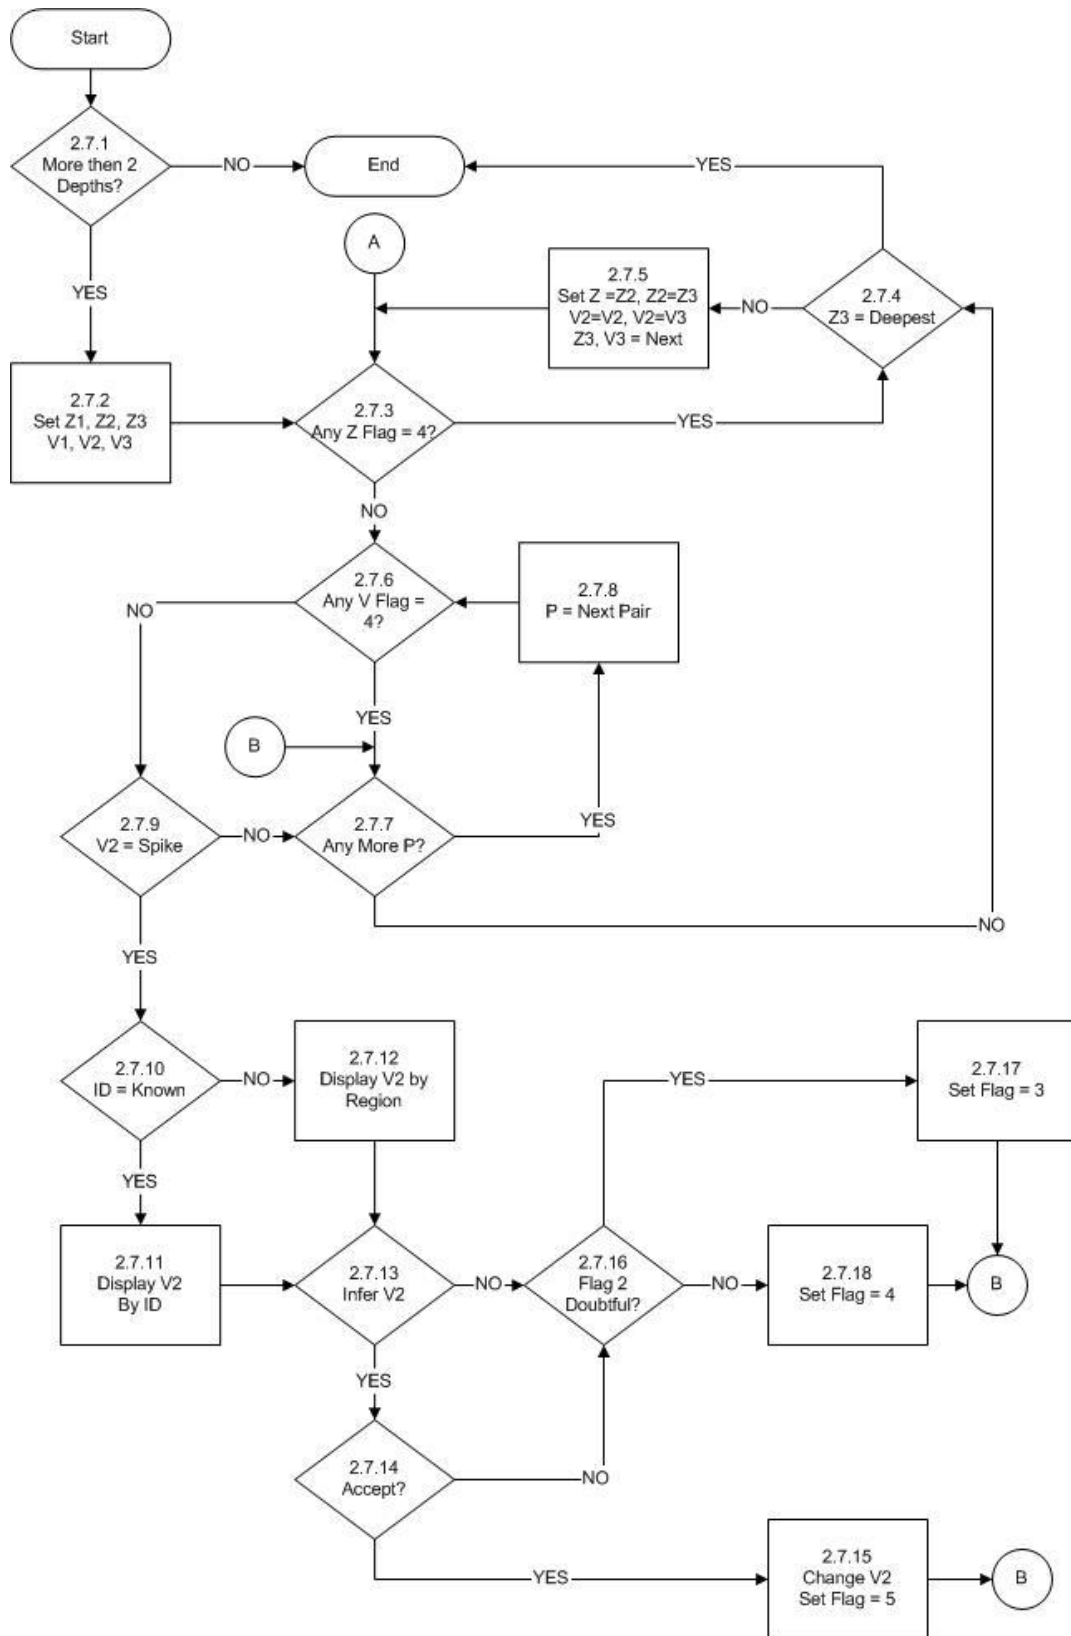 Start
2.7.1
More then 2
Depths?
NO
End
YES
A
YES
2.7.5
Set Z =Z2, Z2=Z3
V2=V2, V2=V3
Z3, V3 = Next
NO
2.7.4
Z3 = Deepest
2.7.2
Set Z1, Z2, Z3
V1, V2, V3
2.7.3
Any Z Flag = 4?
YES
NO
2.7.6
Any V Flag =
4?
NO
2.7.8
P = Next Pair
YES
B
2.7.9
V2 = Spike
NO
2.7.7
Any More P?
YES
NO
YES
2.7.10
ID = Known
NO
2.7.12
Display V2 by
Region
YES
2.7.17
Set Flag = 3
YES
2.7.11
Display V2
By ID
2.7.13
Infer V2
NO
2.7.16
Flag 2
Doubtful?
NO
2.7.18
Set Flag = 4
B
YES
2.7.14
Accept?
NO
YES
2.7.15
Change V2
Set Flag = 5
B